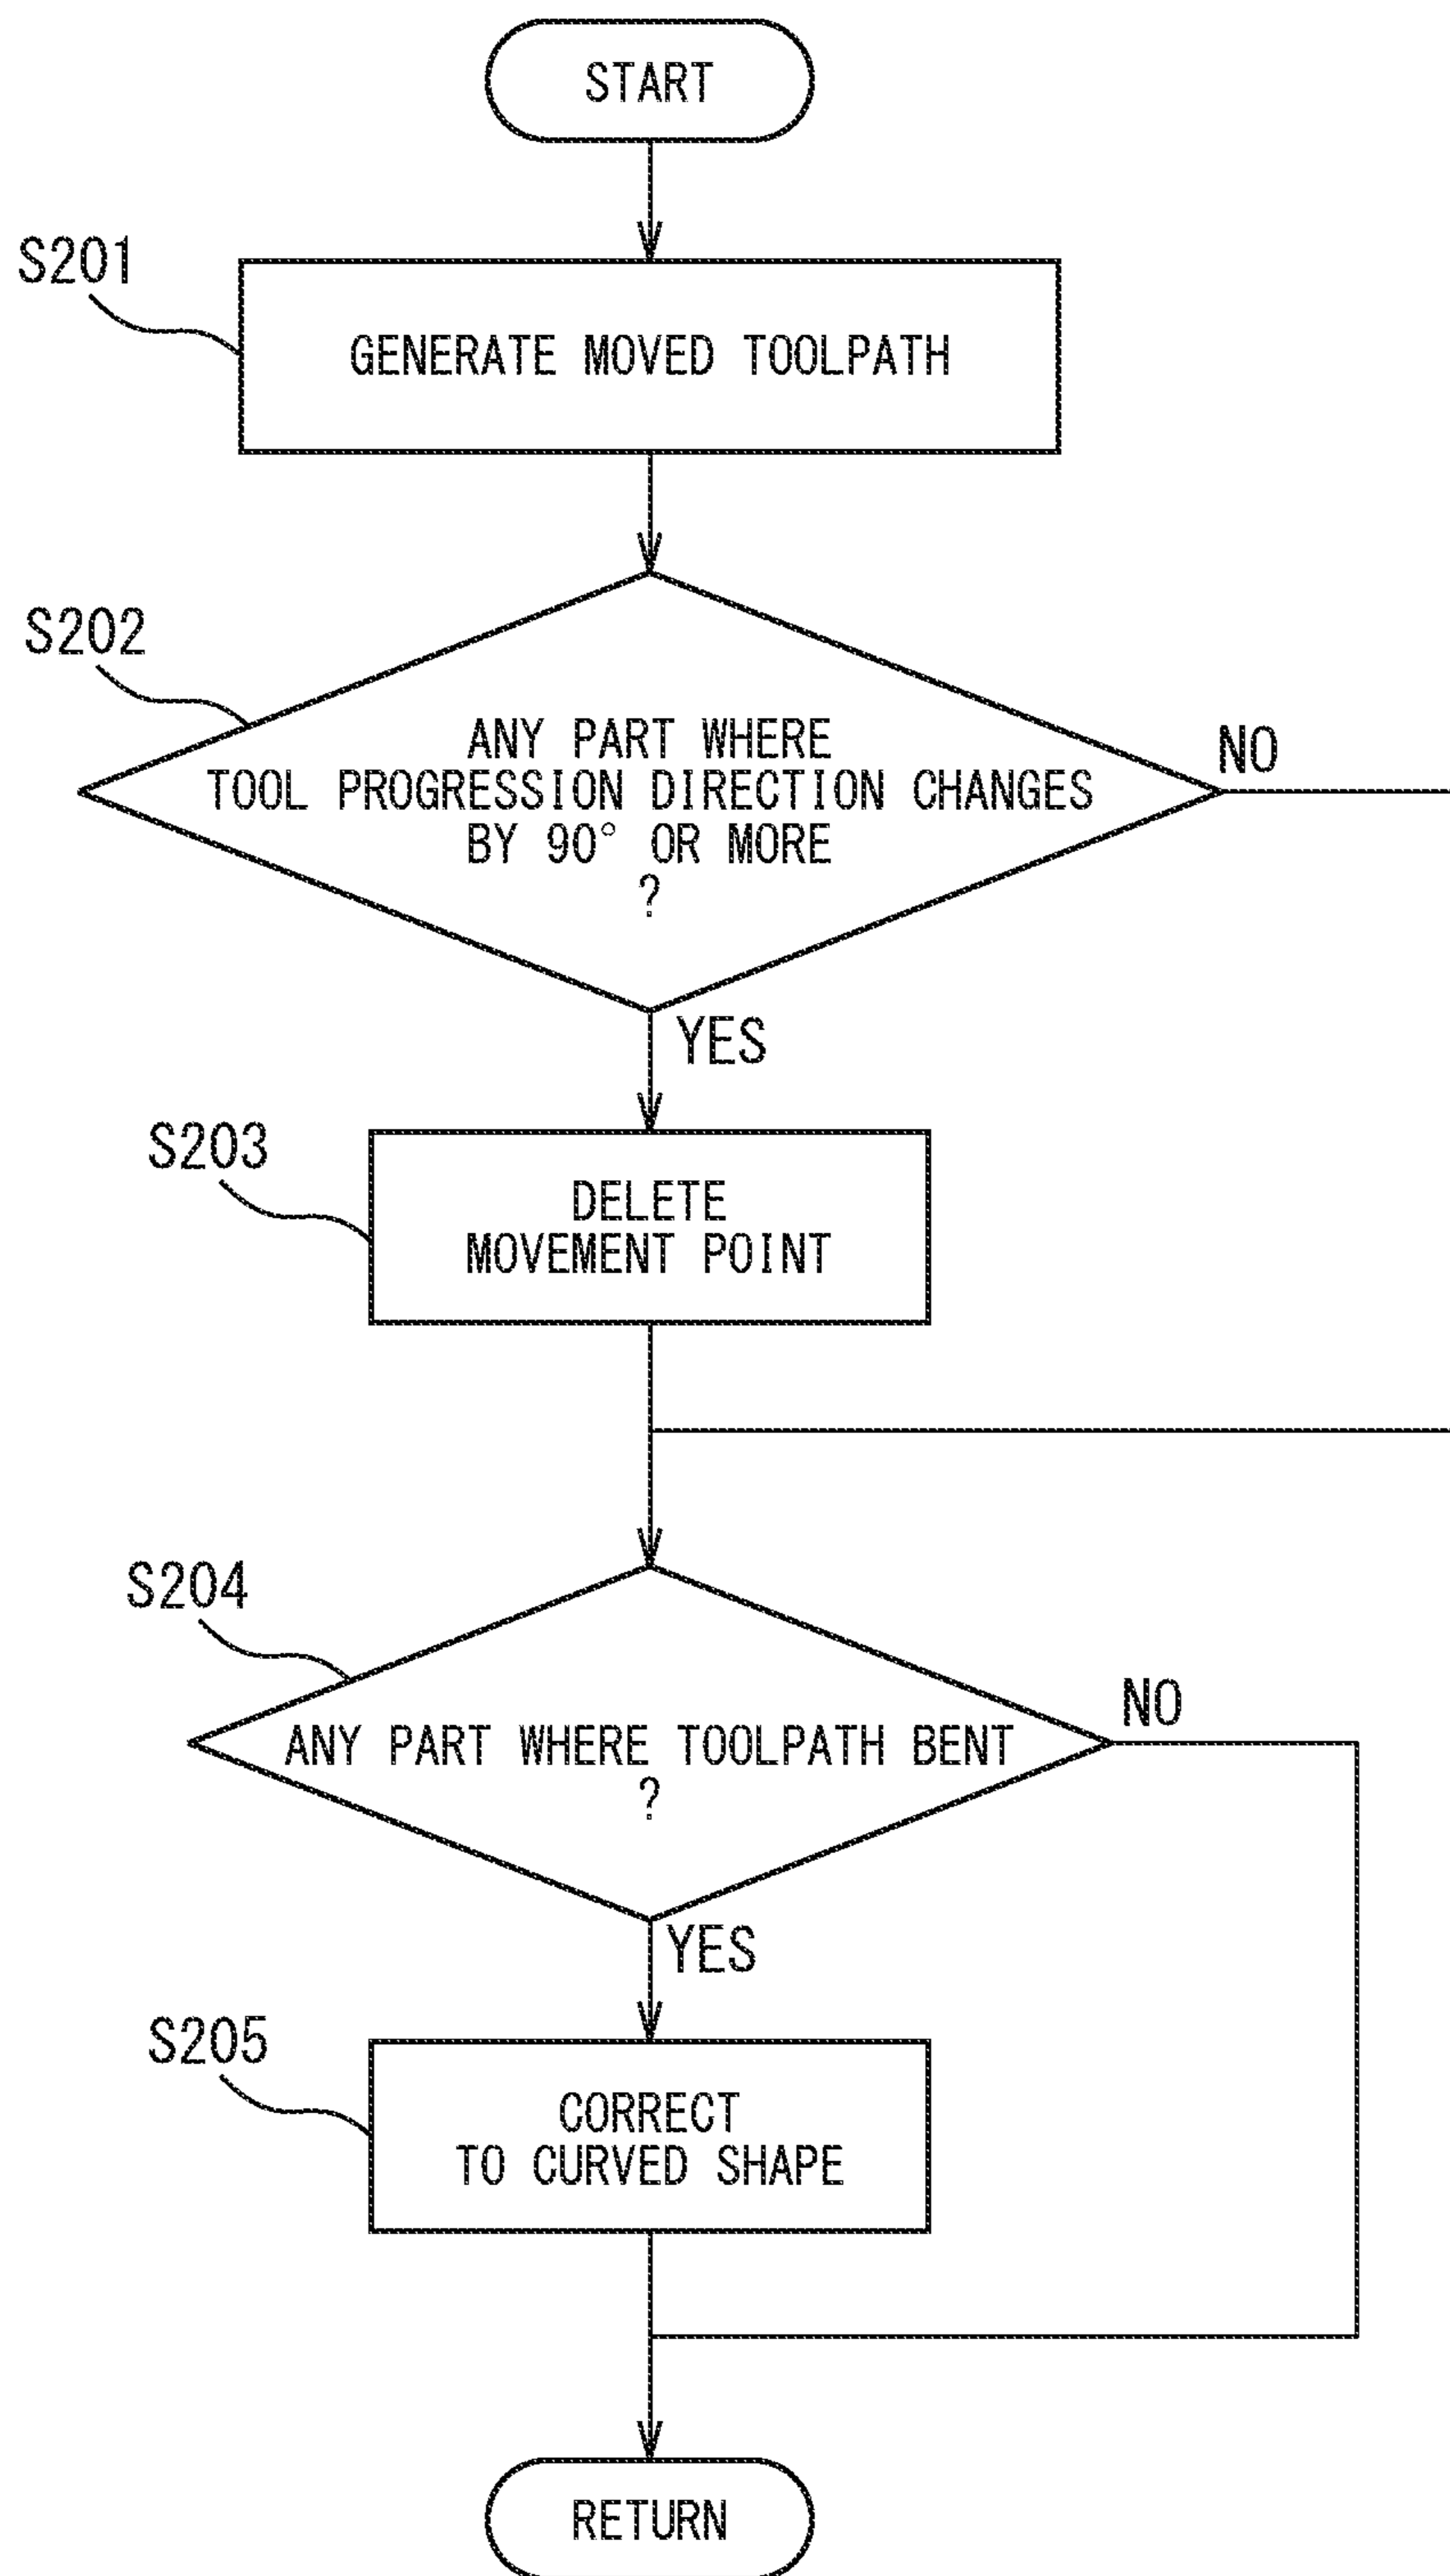 START
S201
GENERATE MOVED TOOLPATH
S202
ANY PART WHERE
TOOL PROGRESSION DIRECTION CHANGES
BY 90° OR MORE
?
NO
YES
S203
DELETE
MOVEMENT POINT
S204
ANY PART WHERE TOOLPATH BENT
?
NO
YES
S205
CORRECT
TO CURVED SHAPE
RETURN